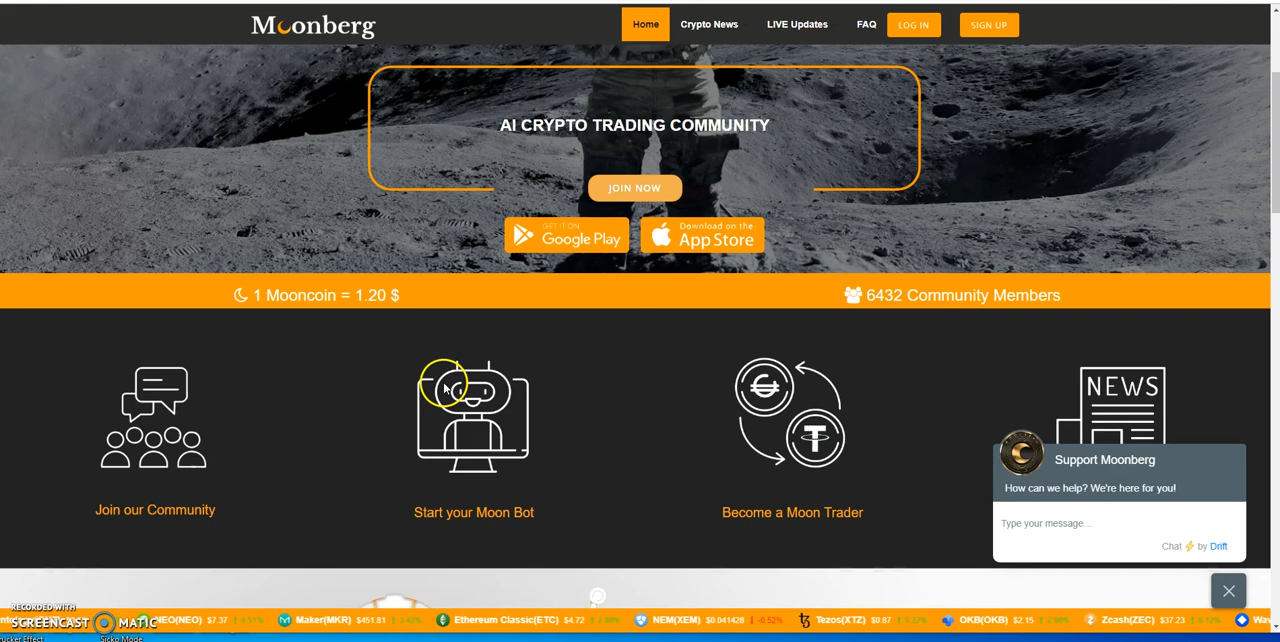 Moonberg
Home
Crypto News
LIVE Updates
FAQ
LOG IN
SIGN UP
AI CRYPTO TRADING COMMUNITY
JOIN NOW
GET IT ON
Google Play
Download on the
App Store
1 Mooncoin = 1.20 $
6432 Community Members
NEWS
Join our Community
Start your Moon Bot
Become a Moon Trader
Support Moonberg
How can we help? We're here for you!
Type your message...
Chat ⚡ by Drift
RECORDED WITH
SCREENCAST MATIC
NEO(NEO) $7.37
Maker(MKR) $451.81
Ethereum Classic(ETC) $4.72
NEM(XEM) $0.041428 ↓ -0.52%
Tezos(XTZ) $0.87
OKB(OKB) $2.15
Zcash(ZEC) $37.23
Sicko Mode